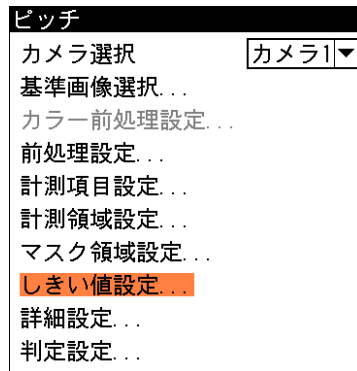 ピッチ
カメラ選択 カメラ1▼
基準画像選択...
カラー前処理設定...
前処理設定...
計測項目設定...
計測領域設定...
マスク領域設定...
しきい値設定...
詳細設定...
判定設定...